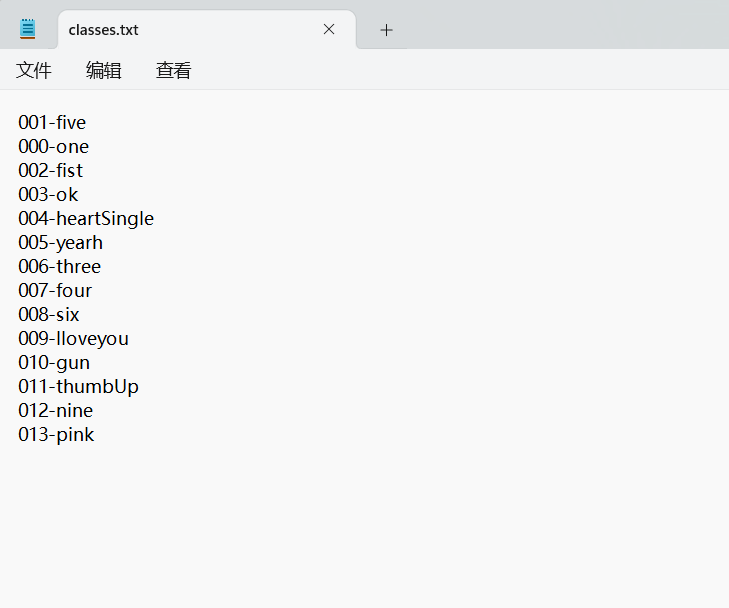 classes.txt
文件 编辑 查看
001-five
000-one
002-fist
003-ok
004-heartSingle
005-yearh
006-three
007-four
008-six
009-Iloveyou
010-gun
011-thumbUp
012-nine
013-pink